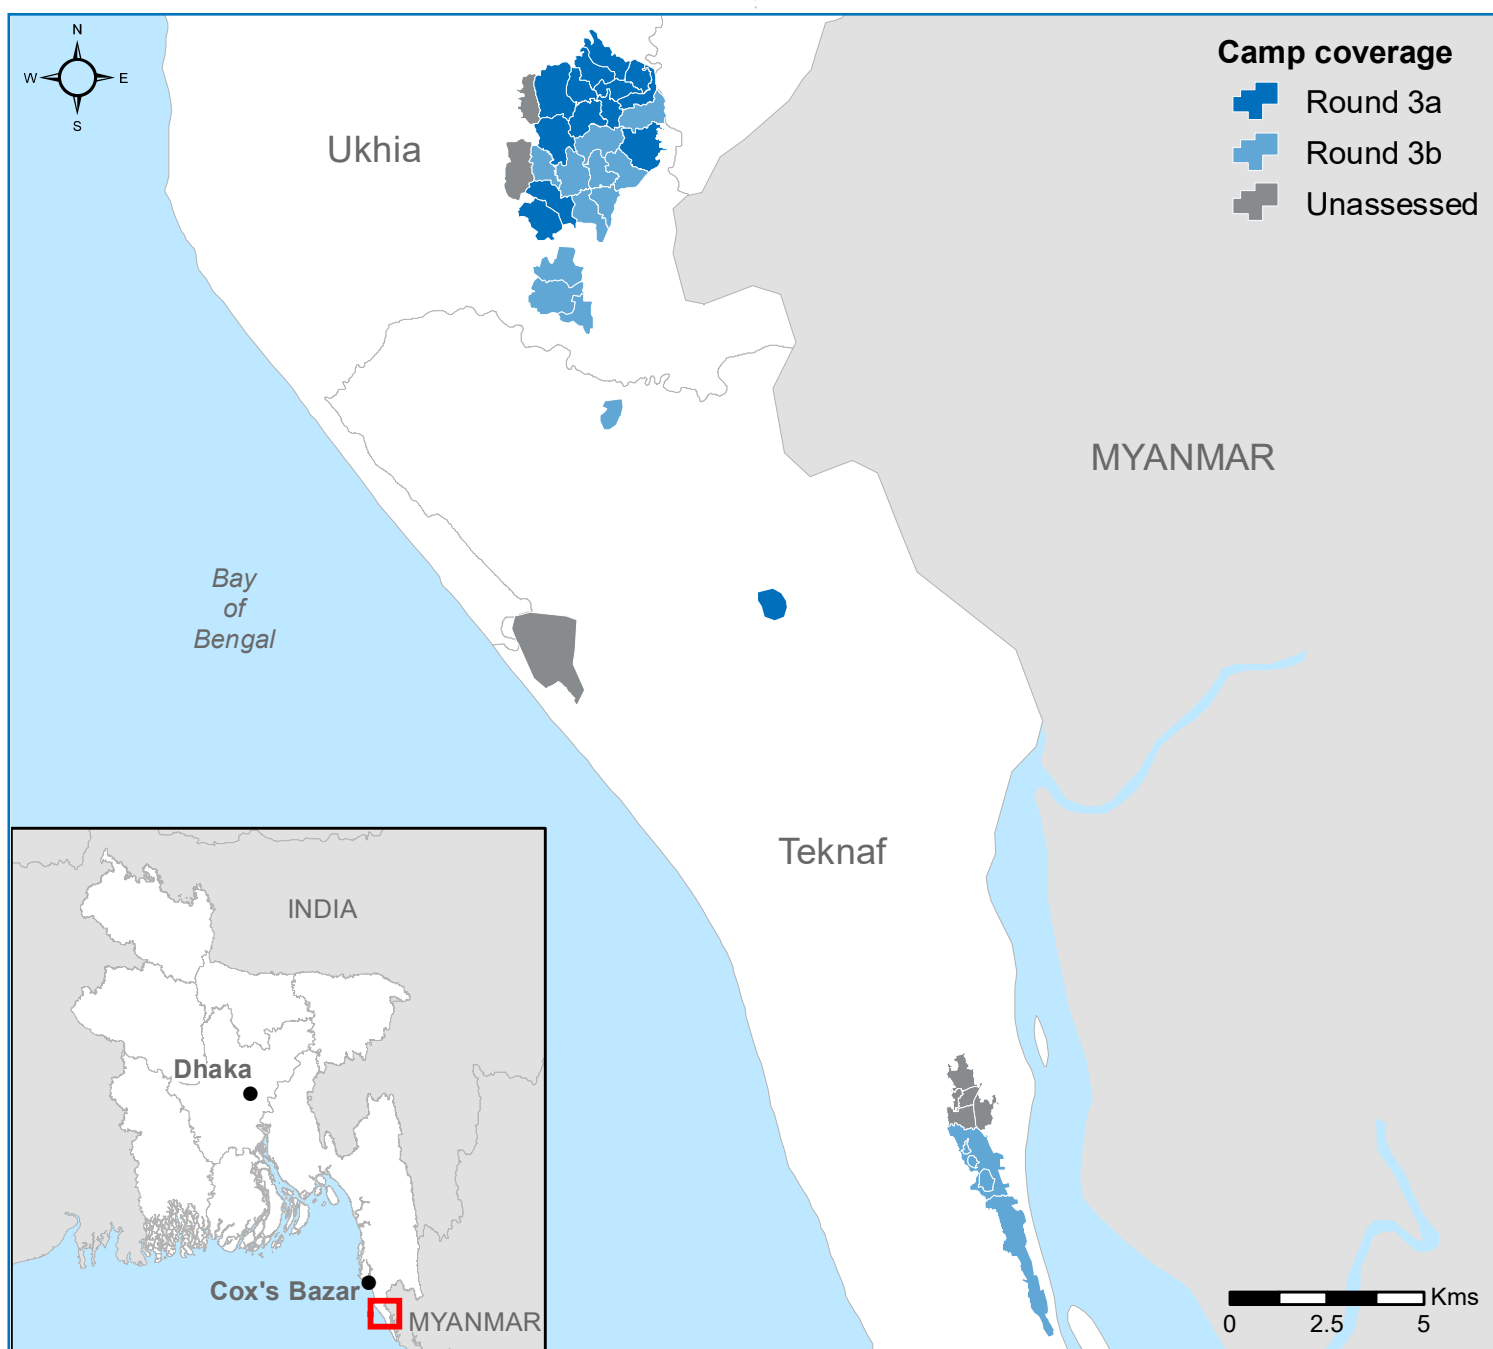 N
W
E
S
Camp coverage
Round 3a
Round 3b
Unassessed
Ukhia
MYANMAR
Bay
of
Bengal
Teknaf
INDIA
Dhaka
Cox's Bazar
MYANMAR
Kms
0 2.5 5